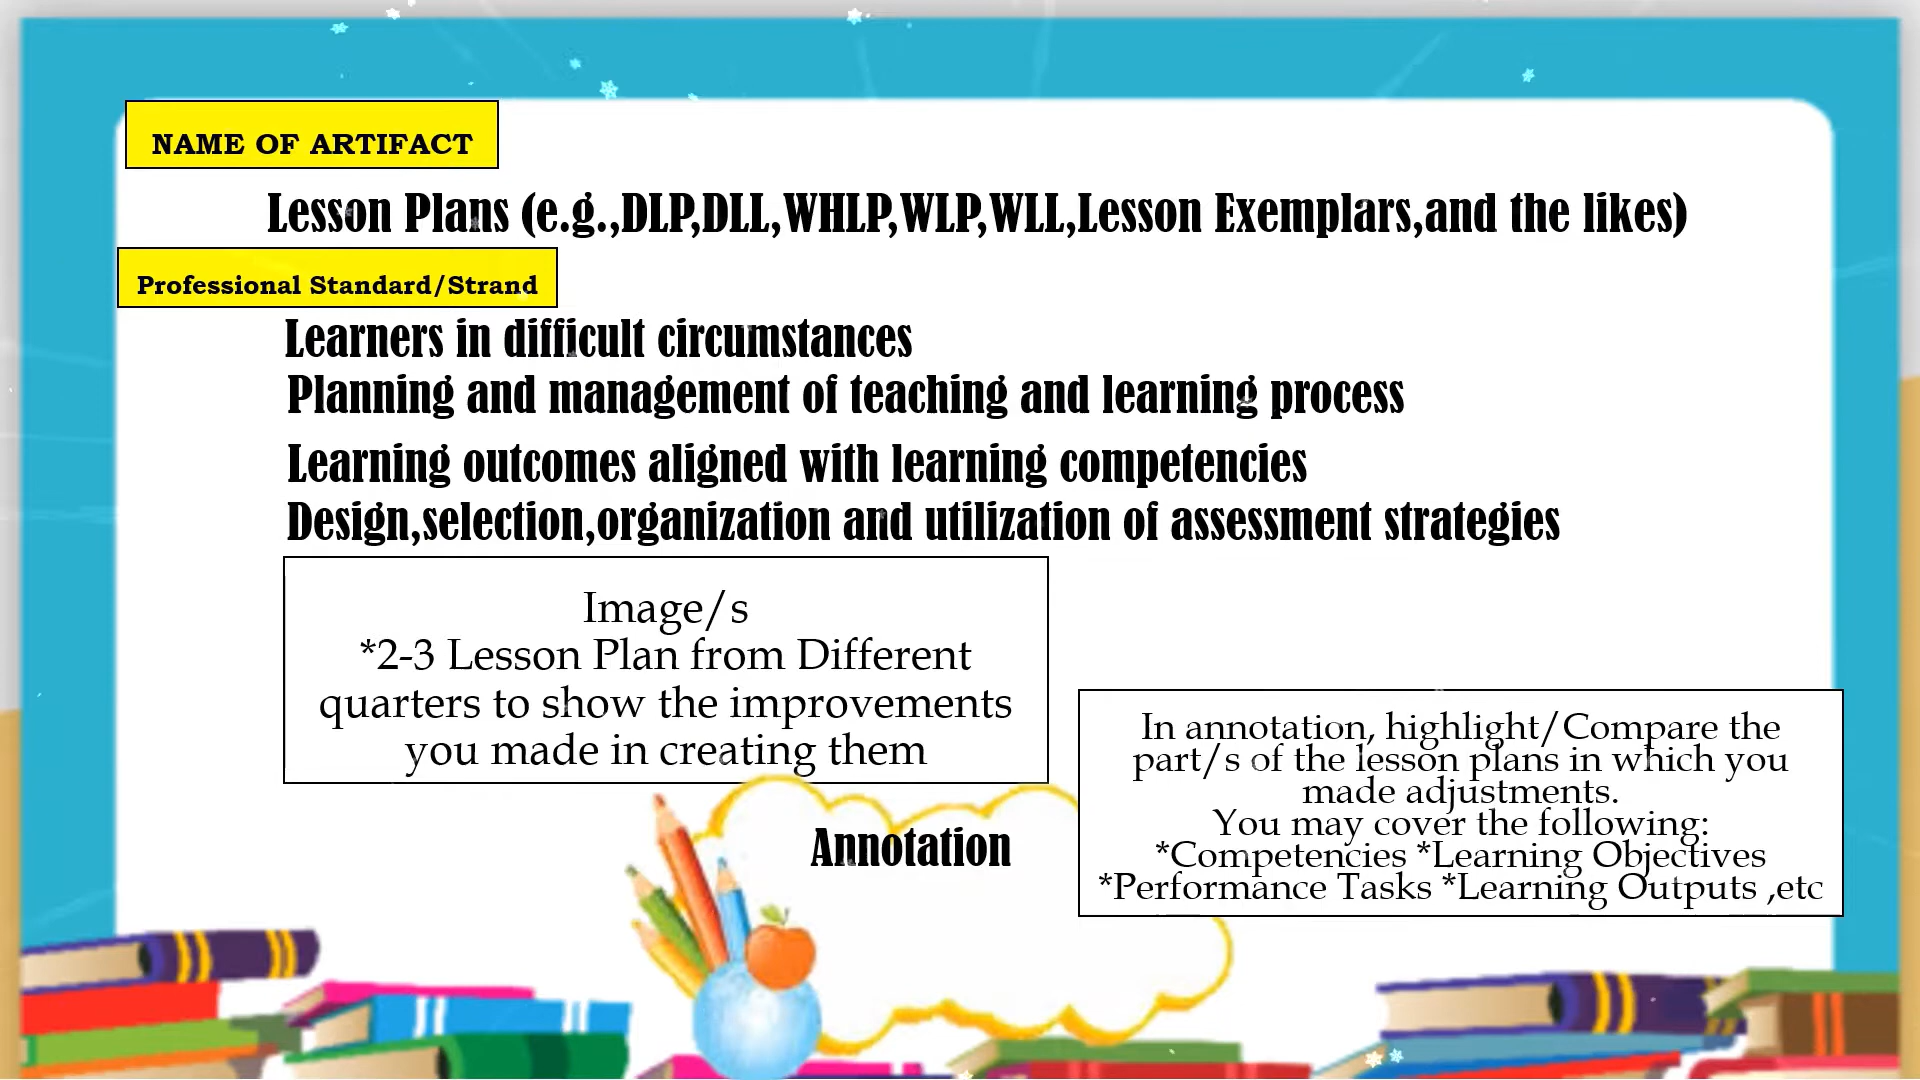 NAME OF ARTIFACT
Lesson Plans (e.g.,DLP,DLL,WHLP,WLP,WLL,Lesson Exemplars,and the likes)
Professional Standard/Strand
Learners in difficult circumstances
Planning and management of teaching and learning process
Learning outcomes aligned with learning competencies
Design,selection,organization and utilization of assessment strategies
Image/s
*2-3 Lesson Plan from Different
quarters to show the improvements
you made in creating them
Annotation
In annotation, highlight/Compare the
part/s of the lesson plans in which you
made adjustments.
You may cover the following:
*Competencies *Learning Objectives
*Performance Tasks *Learning Outputs ,etc